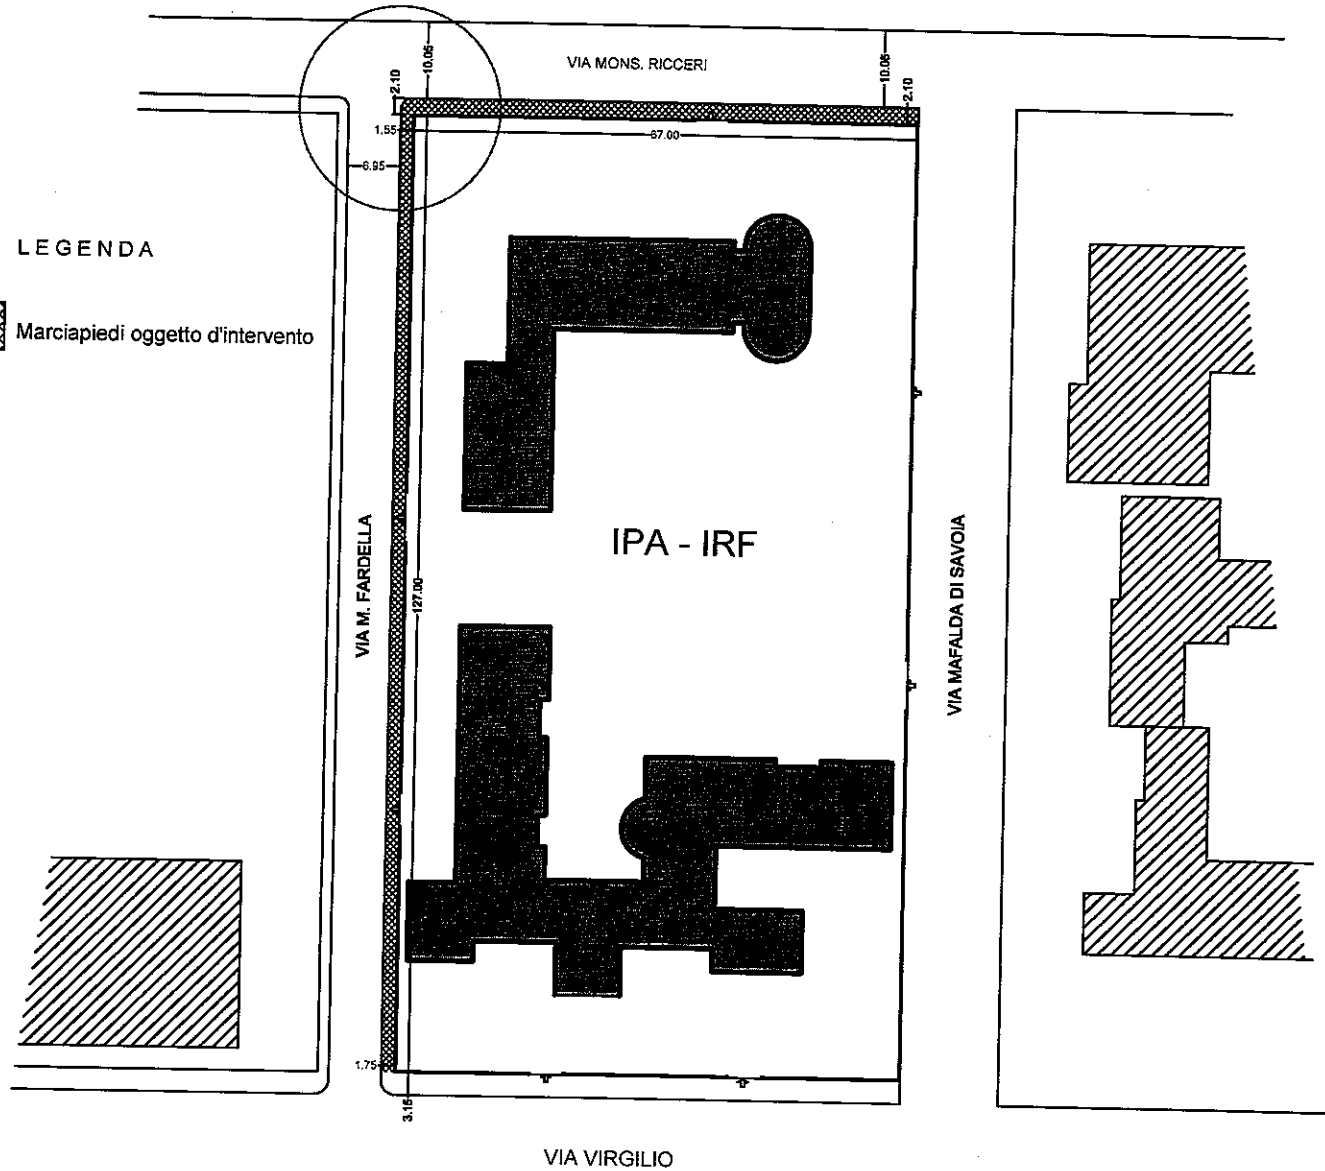 VIA MONS. RICCERI
10.05
2.10
10.05
2.10
1.55
67.00
6.95
LEGENDA
Marciapiedi oggetto d'intervento
IPA - IRF
VIA M. FARDELLA
127.00
VIA MAFALDA DI SAVOIA
1.75
3.15
VIA VIRGILIO